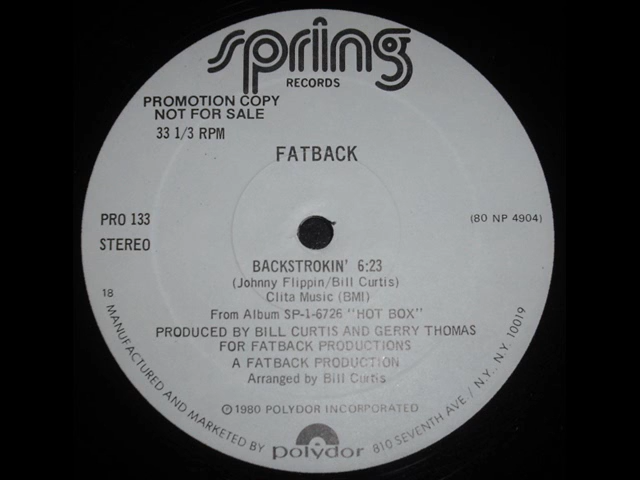 spring
RECORDS
PROMOTION COPY
NOT FOR SALE
33 1/3 RPM
FATBACK
PRO 133
STEREO
(80 NP 4904)
BACKSTROKIN' 6:23
(Johnny Flippin/Bill Curtis)
Clita Music (BMI)
From Album SP-1-6726 "HOT BOX"
PRODUCED BY BILL CURTIS AND GERRY THOMAS
FOR FATBACK PRODUCTIONS
A FATBACK PRODUCTION
Arranged by Bill Curtis
18
Ⓟ 1980 POLYDOR INCORPORATED
MANUFACTURED AND MARKETED BY polydor 810 SEVENTH AVE / N.Y., N.Y. 10019